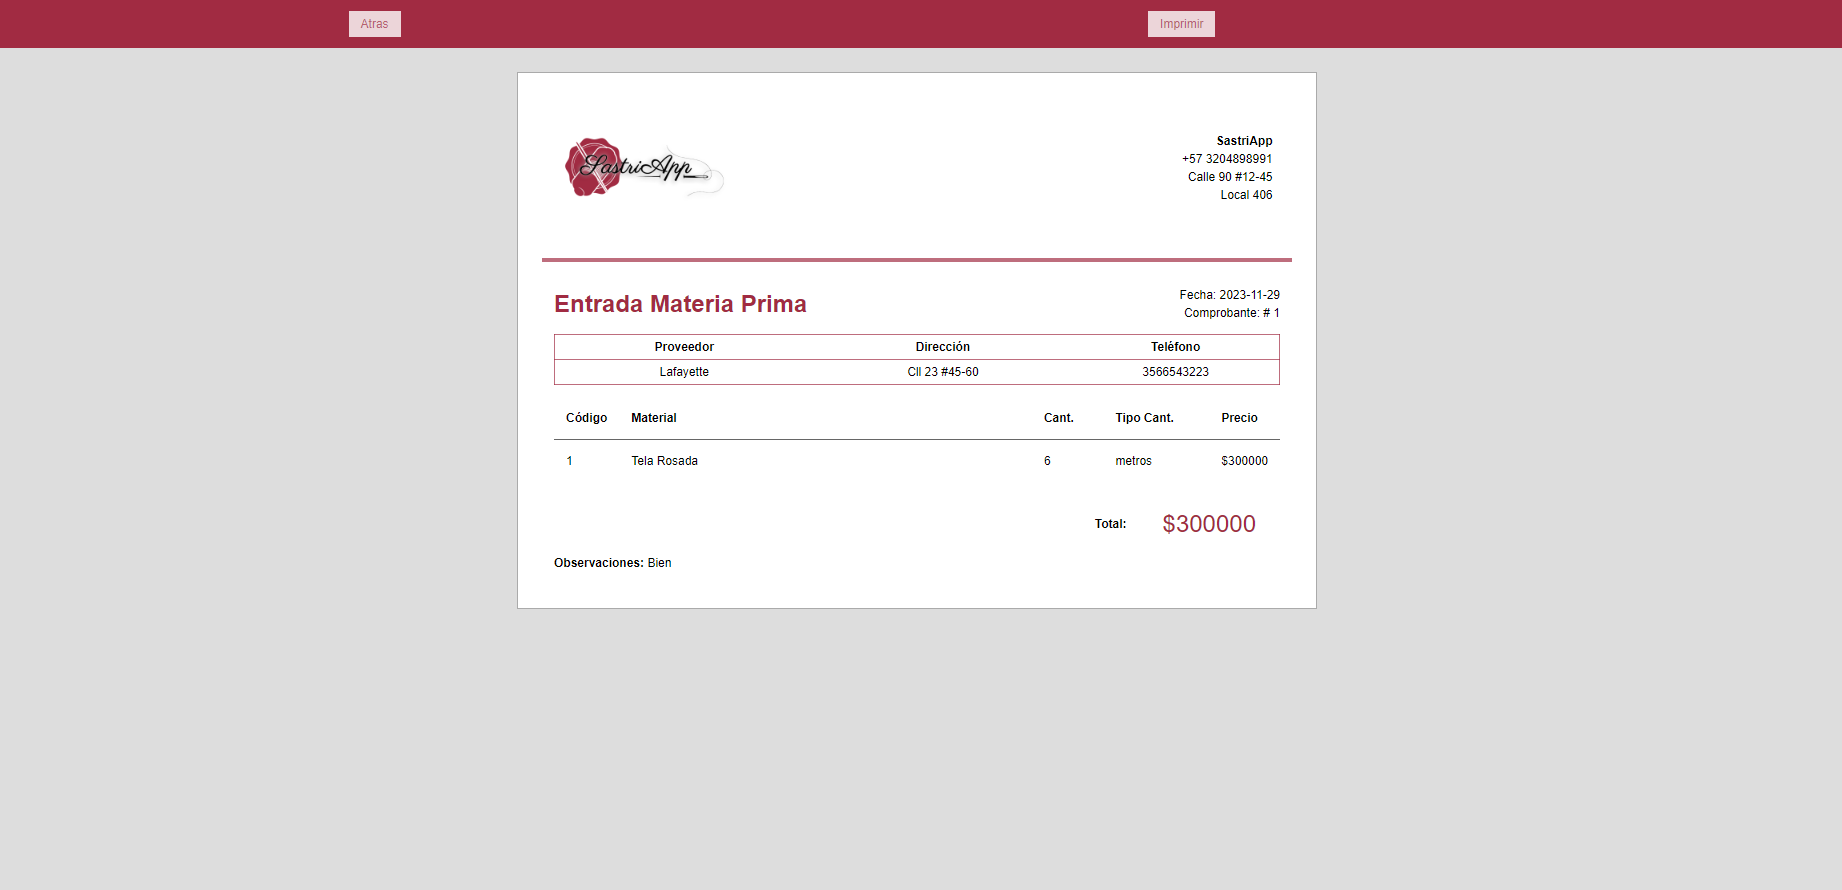 Atras Imprimir
SastriApp
SastriApp
+57 3204898991
Calle 90 #12-45
Local 406
Entrada Materia Prima
Fecha: 2023-11-29
Comprobante: # 1
Proveedor Dirección Teléfono
Lafayette Cll 23 #45-60 3566543223
Código Material Cant. Tipo Cant. Precio
1 Tela Rosada 6 metros $300000
Total: $300000
Observaciones: Bien